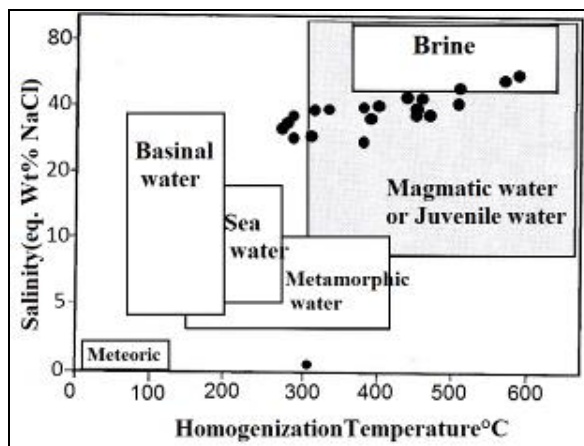 Salinity(eq. Wt% NaCl)
80
40
20
10
5
0
Brine
Basinal
water
Magmatic water
or Juvenile water
Sea
water
Metamorphic
water
Meteoric
0
100
200
300
400
500
600
HomogenizationTemperature°C